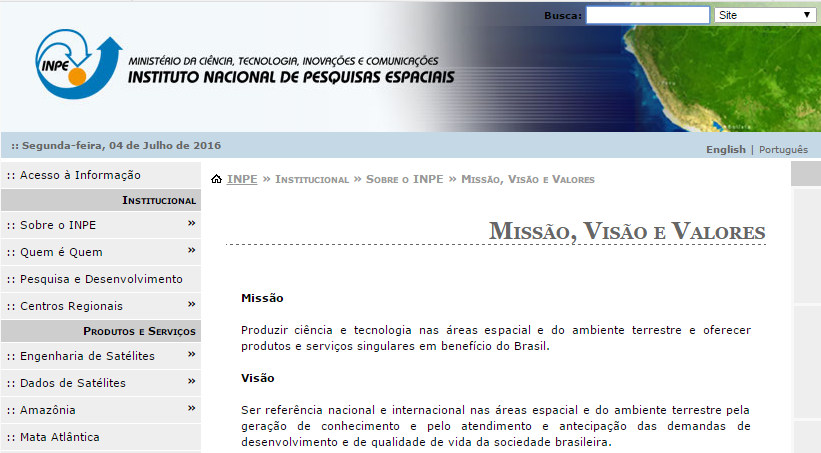 Busca: Site
INPE
MINISTÉRIO DA CIÊNCIA, TECNOLOGIA, INOVAÇÕES E COMUNICAÇÕES
INSTITUTO NACIONAL DE PESQUISAS ESPACIAIS
:: Segunda-feira, 04 de Julho de 2016
English | Português
:: Acesso à Informação
Institucional
:: Sobre o INPE »
:: Quem é Quem »
:: Pesquisa e Desenvolvimento
:: Centros Regionais »
Produtos e Serviços
:: Engenharia de Satélites »
:: Dados de Satélites »
:: Amazônia »
:: Mata Atlântica
INPE » Institucional » Sobre o INPE » Missão, Visão e Valores
Missão, Visão e Valores
Missão
Produzir ciência e tecnologia nas áreas espacial e do ambiente terrestre e oferecer
produtos e serviços singulares em benefício do Brasil.
Visão
Ser referência nacional e internacional nas áreas espacial e do ambiente terrestre pela
geração de conhecimento e pelo atendimento e antecipação das demandas de
desenvolvimento e de qualidade de vida da sociedade brasileira.